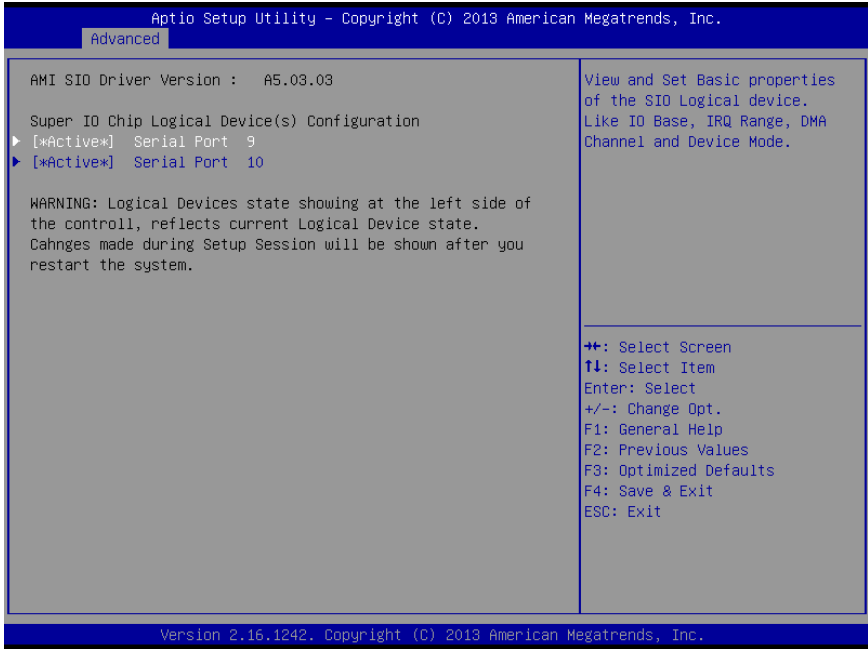 Aptio Setup Utility – Copyright (C) 2013 American Megatrends, Inc.
Advanced
AMI SIO Driver Version :   A5.03.03
Super IO Chip Logical Device(s) Configuration
[*Active*]  Serial Port  9
[*Active*]  Serial Port  10
WARNING: Logical Devices state showing at the left side of
the controll, reflects current Logical Device state.
Cahnges made during Setup Session will be shown after you
restart the system.
View and Set Basic properties
of the SIO Logical device.
Like IO Base, IRQ Range, DMA
Channel and Device Mode.
→←: Select Screen
↑↓: Select Item
Enter: Select
+/-: Change Opt.
F1: General Help
F2: Previous Values
F3: Optimized Defaults
F4: Save & Exit
ESC: Exit
Version 2.16.1242. Copyright (C) 2013 American Megatrends, Inc.